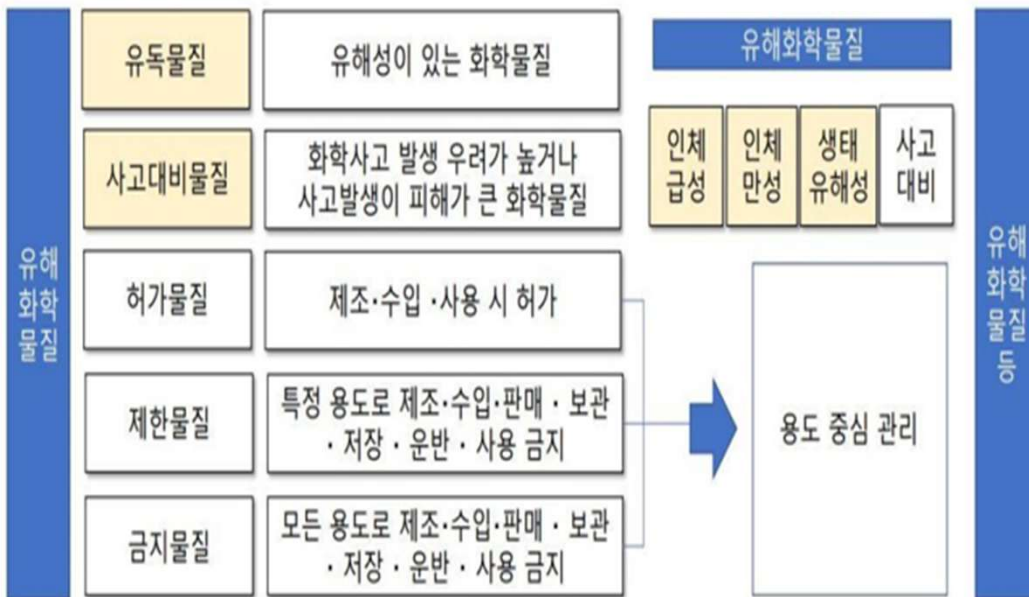 유해
화학
물질
유독물질
유해성이 있는 화학물질
사고대비물질
화학사고 발생 우려가 높거나
사고발생이 피해가 큰 화학물질
허가물질
제조·수입 ·사용 시 허가
제한물질
특정 용도로 제조·수입·판매 · 보관
· 저장 · 운반 · 사용 금지
금지물질
모든 용도로 제조·수입·판매 · 보관
· 저장 · 운반 · 사용 금지
유해화학물질
인체
급성
인체
만성
생태
유해성
사고
대비
용도 중심 관리
유해
화학
물질
등